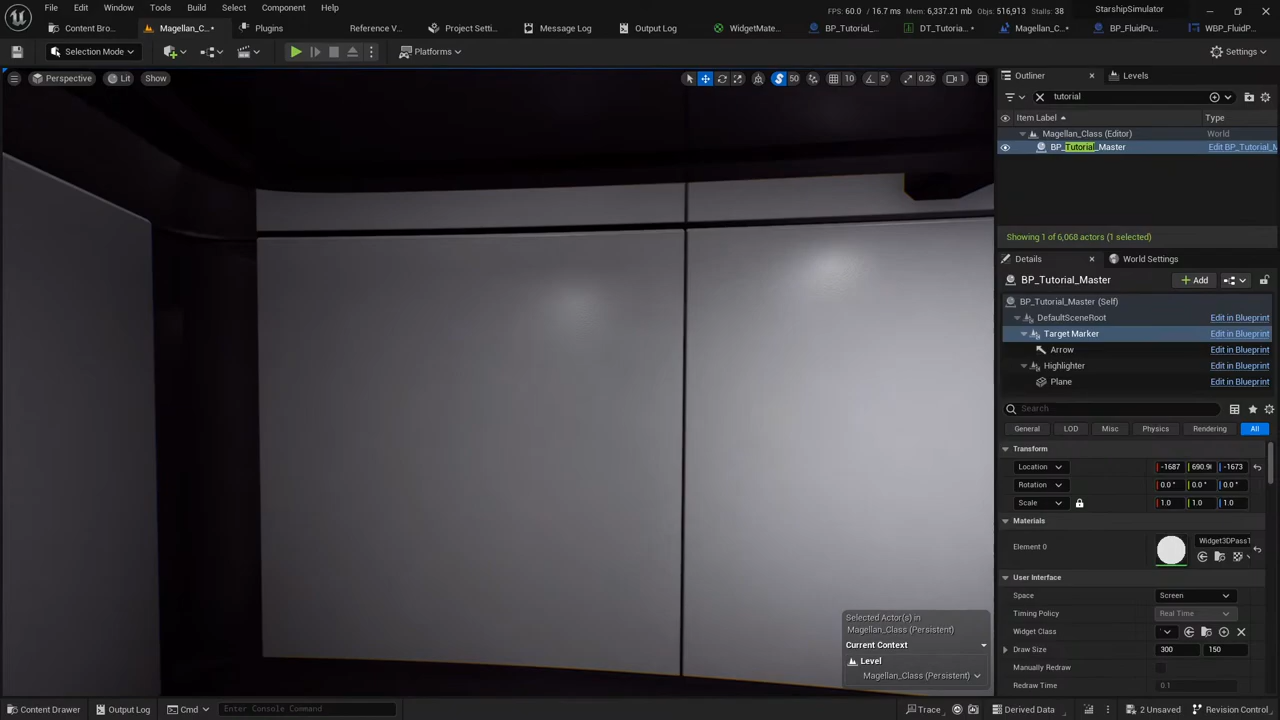 File Edit Window Tools Build Select Component Help
FPS: 60.0 / 16.7 ms Mem: 6,337.21 mb Objs: 516,913 Stalls: 38
StarshipSimulator
Content Bro...
Magellan_C...•
Plugins
Reference V...
Project Setti...
Message Log
Output Log
WidgetMate...
BP_Tutorial_...
DT_Tutoria...•
Magellan_C...•
BP_FluidPu...
WBP_FluidP...
Selection Mode
Platforms
Settings
Perspective Lit Show
50 10 5° 0.25 1
Outliner Levels
tutorial
Item Label Type
Magellan_Class (Editor) World
BP_Tutorial_Master Edit BP_Tutorial_M
Showing 1 of 6,068 actors (1 selected)
Details World Settings
BP_Tutorial_Master
Add
BP_Tutorial_Master (Self)
DefaultSceneRoot Edit in Blueprint
Target Marker Edit in Blueprint
Arrow Edit in Blueprint
Highlighter Edit in Blueprint
Plane Edit in Blueprint
Search
General LOD Misc Physics Rendering All
Transform
Location -1687 690.9 -1673
Rotation 0.0° 0.0° 0.0°
Scale 1.0 1.0 1.0
Materials
Element 0 Widget3DPassT
User Interface
Space Screen
Timing Policy Real Time
Widget Class
Draw Size 300 150
Manually Redraw
Redraw Time 0.1
Selected Actor(s) in
Magellan_Class (Persistent)
Current Context
Level
Magellan_Class (Persistent)
Content Drawer Output Log Cmd Enter Console Command
Trace Derived Data 2 Unsaved Revision Control